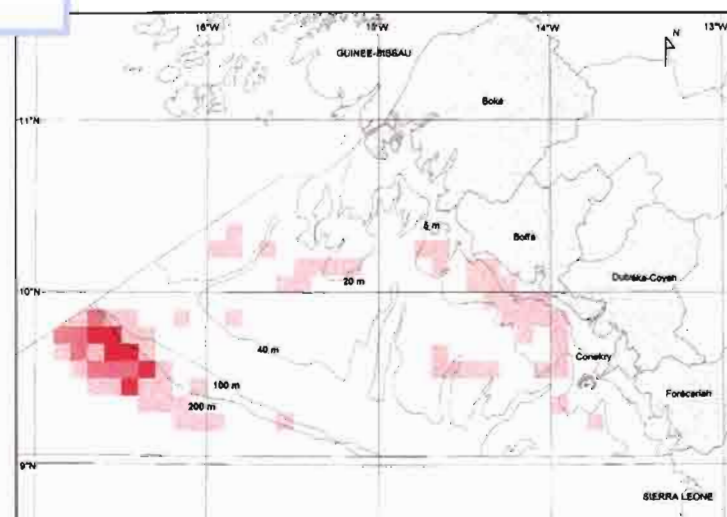 16°W
15°W
14°W
13°W
N
GUINEE-BISSAU
Boké
11°N
5 m
Boffa
Dubréka-Coyah
20 m
10°N
40 m
Conakry
100 m
Forécariah
200 m
9°N
SIERRA LEONE